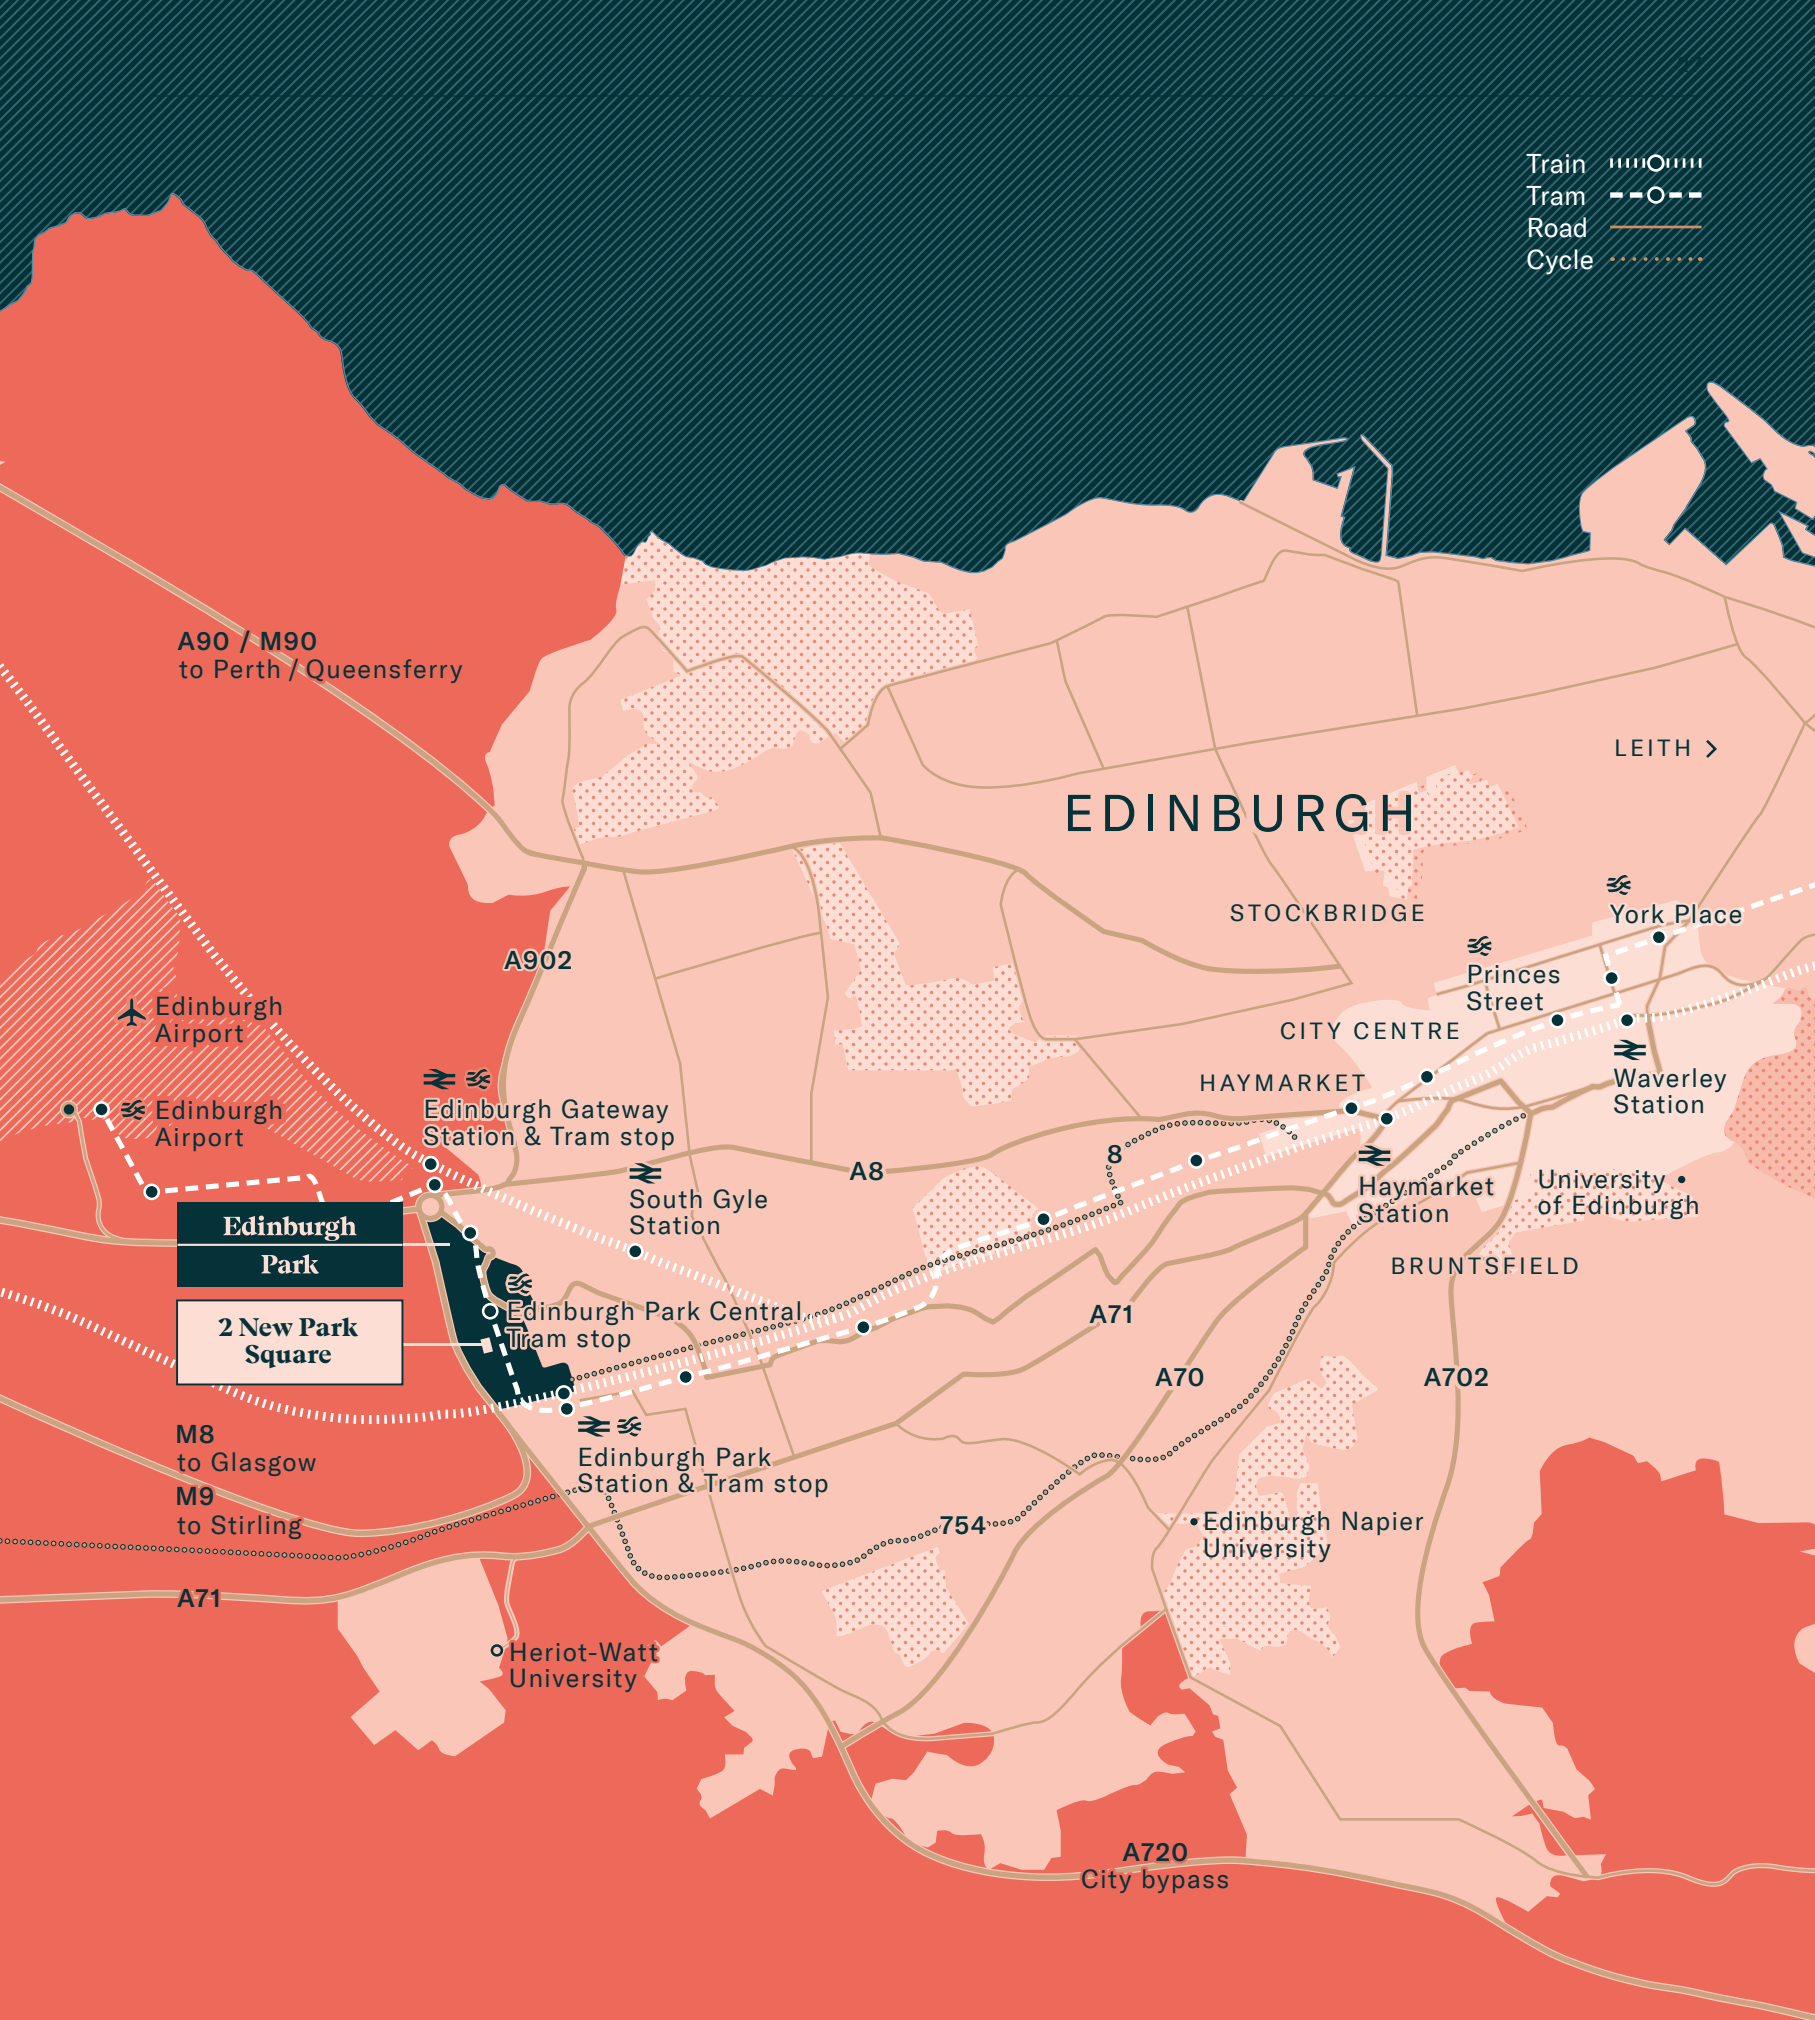 Train
Tram
Road
Cycle
A90 / M90
to Perth / Queensferry
LEITH >
EDINBURGH
STOCKBRIDGE
York Place
A902
Princes
Street
Edinburgh
Airport
CITY CENTRE
HAYMARKET
Waverley
Station
Edinburgh
Airport
Edinburgh Gateway
Station & Tram stop
8
A8
South Gyle
Station
Haymarket
Station
University •
of Edinburgh
Edinburgh
Park
BRUNTSFIELD
Edinburgh Park Central
Tram stop
A71
2 New Park
Square
A70
A702
M8
to Glasgow
Edinburgh Park
Station & Tram stop
M9
to Stirling
754
•Edinburgh Napier
University
A71
Heriot-Watt
University
A720
City bypass